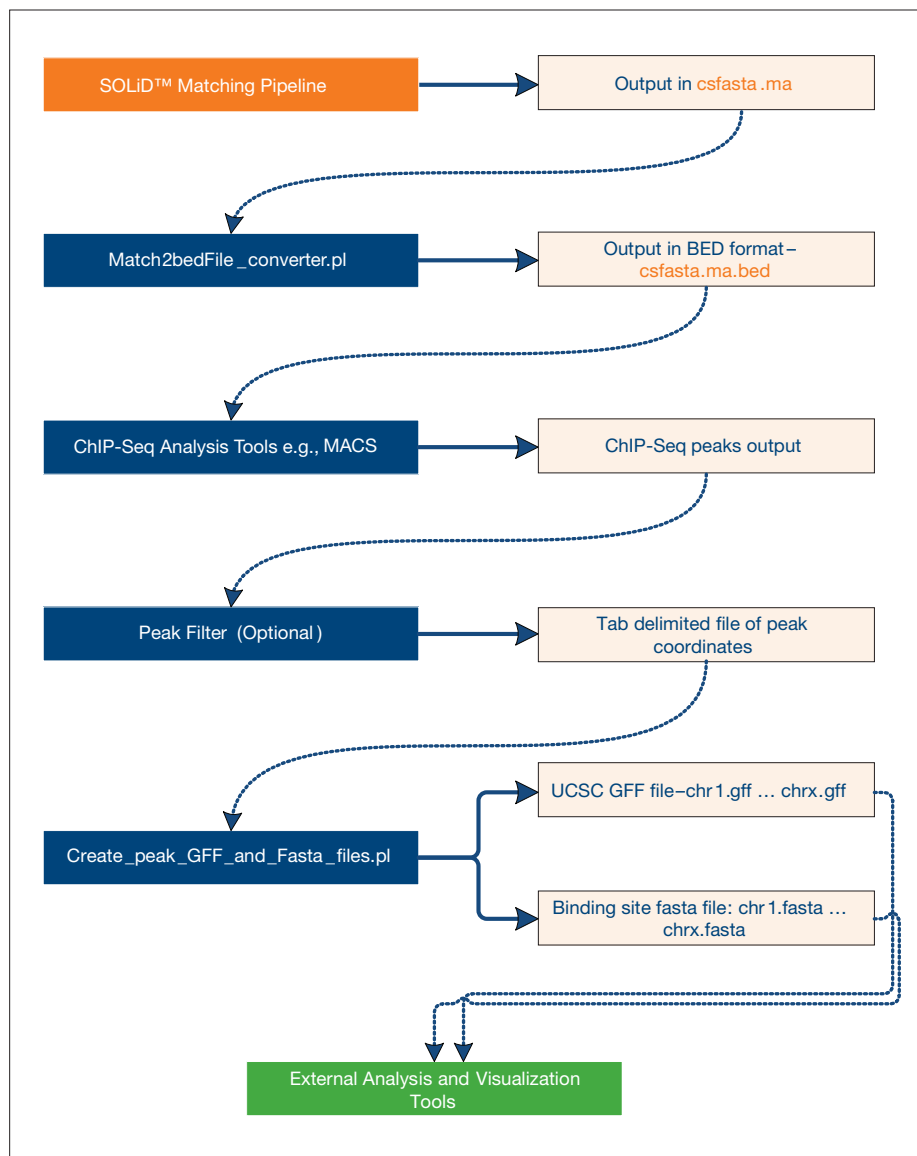 SOLiD™ Matching Pipeline
Output in csfasta.ma
Match2bedFile_converter.pl
Output in BED format–
csfasta.ma.bed
ChIP-Seq Analysis Tools e.g., MACS
ChIP-Seq peaks output
Peak Filter (Optional)
Tab delimited file of peak
coordinates
UCSC GFF file–chr1.gff ... chrx.gff
Create_peak_GFF_and_Fasta_files.pl
Binding site fasta file: chr1.fasta ...
chrx.fasta
External Analysis and Visualization
Tools